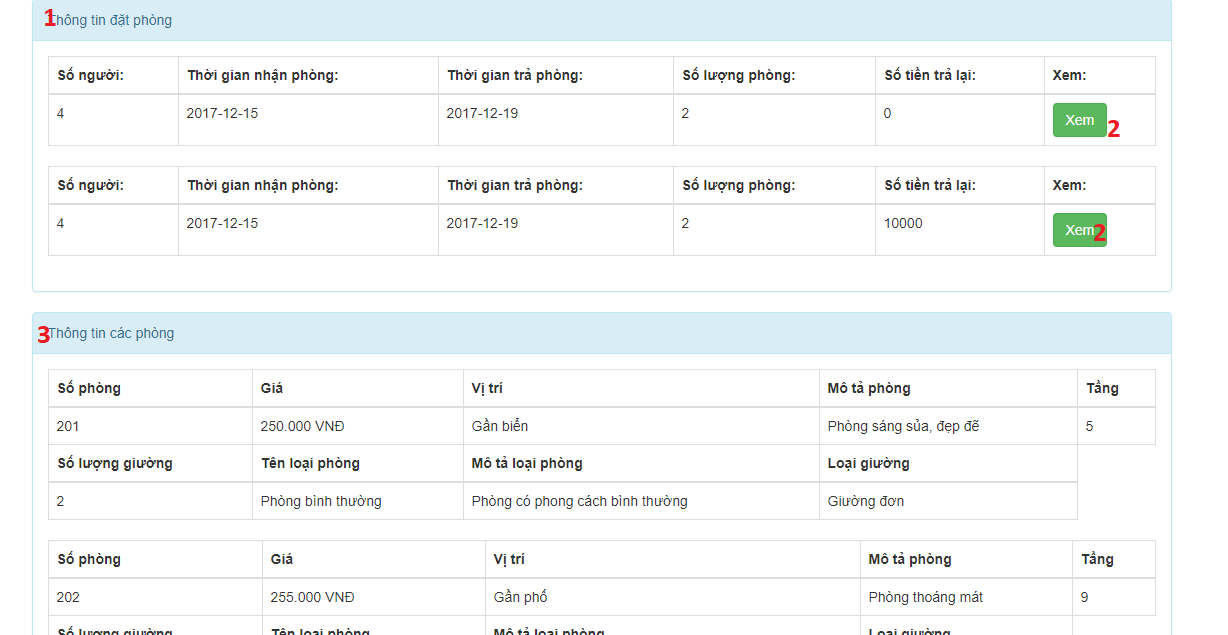 1 Thông tin đặt phòng
Số người: Thời gian nhận phòng: Thời gian trả phòng: Số lượng phòng: Số tiền trả lại: Xem:
4 2017-12-15 2017-12-19 2 0 Xem 2
Số người: Thời gian nhận phòng: Thời gian trả phòng: Số lượng phòng: Số tiền trả lại: Xem:
4 2017-12-15 2017-12-19 2 10000 Xem 2
3 Thông tin các phòng
Số phòng Giá Vị trí Mô tả phòng Tầng
201 250.000 VNĐ Gần biển Phòng sáng sủa, đẹp đẽ 5
Số lượng giường Tên loại phòng Mô tả loại phòng Loại giường
2 Phòng bình thường Phòng có phong cách bình thường Giường đơn
Số phòng Giá Vị trí Mô tả phòng Tầng
202 255.000 VNĐ Gần phố Phòng thoáng mát 9
Số lượng giường Tên loại phòng Mô tả loại phòng Loại giường